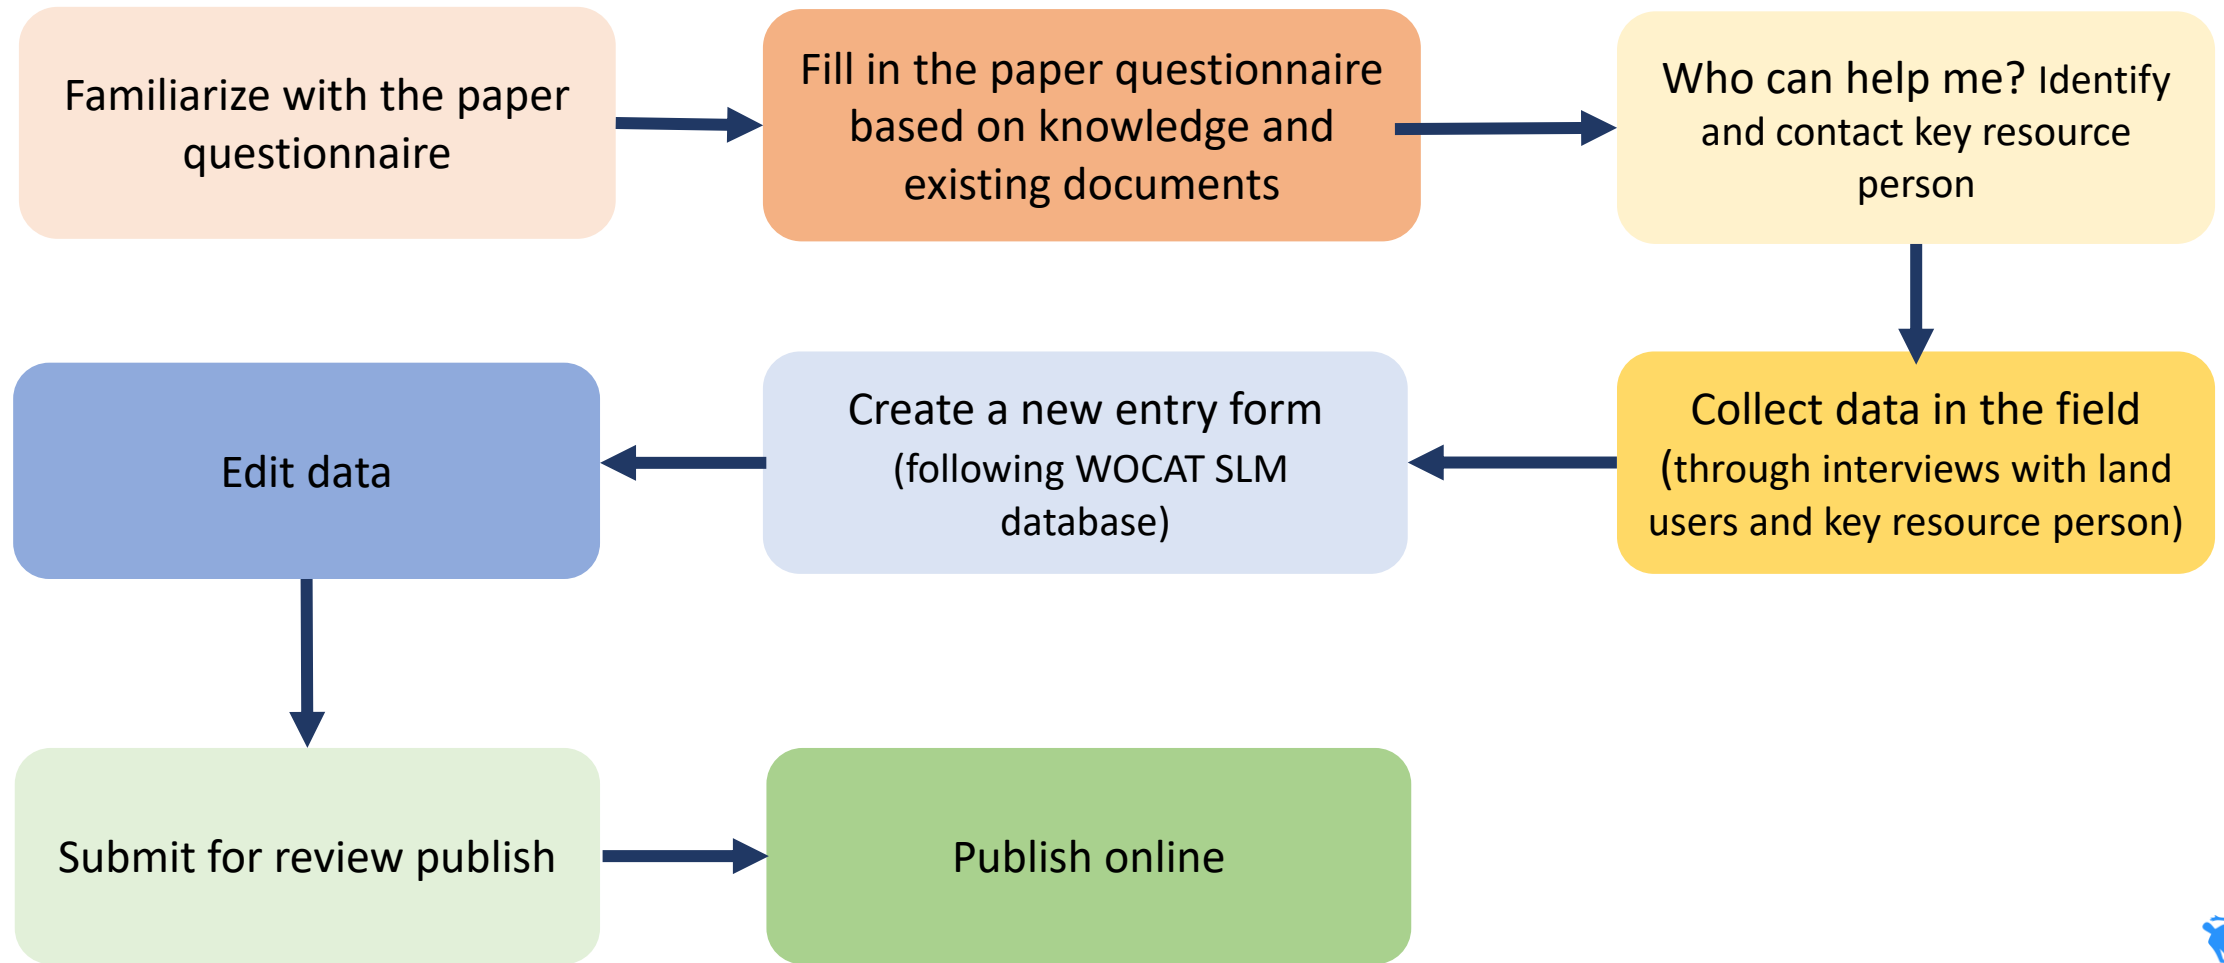 Familiarize with the paper
questionnaire
Fill in the paper questionnaire
based on knowledge and
existing documents
Who can help me? Identify
and contact key resource
person
Collect data in the field
(through interviews with land
users and key resource person)
Create a new entry form
(following WOCAT SLM
database)
Edit data
Submit for review publish
Publish online